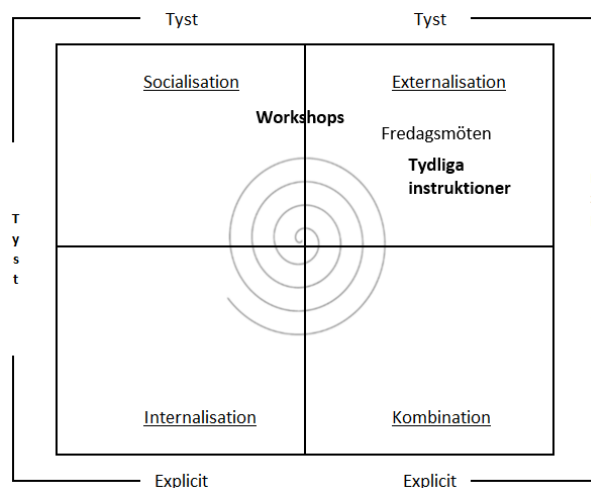 Tyst Tyst
Socialisation Externalisation
Workshops
Fredagsmöten
Tydliga
instruktioner
T
y
s
t
Internalisation Kombination
Explicit Explicit